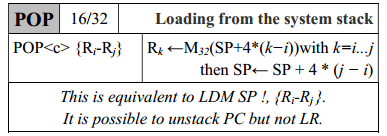 POP 16/32 Loading from the system stack
POP<c> {Ri-Rj} Rk ←M32(SP+4*(k−i))with k=i...j
then SP← SP + 4 * (j − i)
This is equivalent to LDM SP !, {Ri-Rj}.
It is possible to unstack PC but not LR.